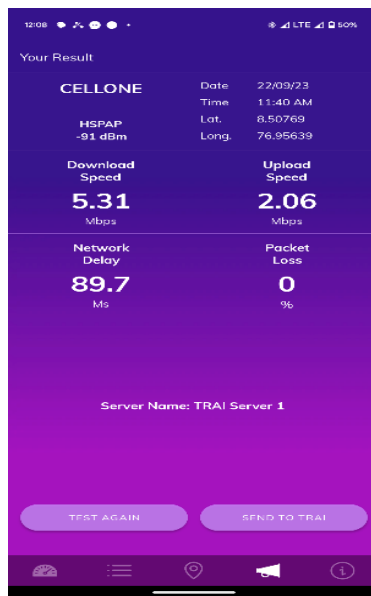 12:08
LTE 50%
Your Result
CELLONE
HSPAP
-91 dBm
Date 22/09/23
Time 11:40 AM
Lat. 8.50769
Long. 76.95639
Download
Speed
5.31
Mbps
Upload
Speed
2.06
Mbps
Network
Delay
89.7
Ms
Packet
Loss
0
%
Server Name: TRAI Server 1
TEST AGAIN
SEND TO TRAI